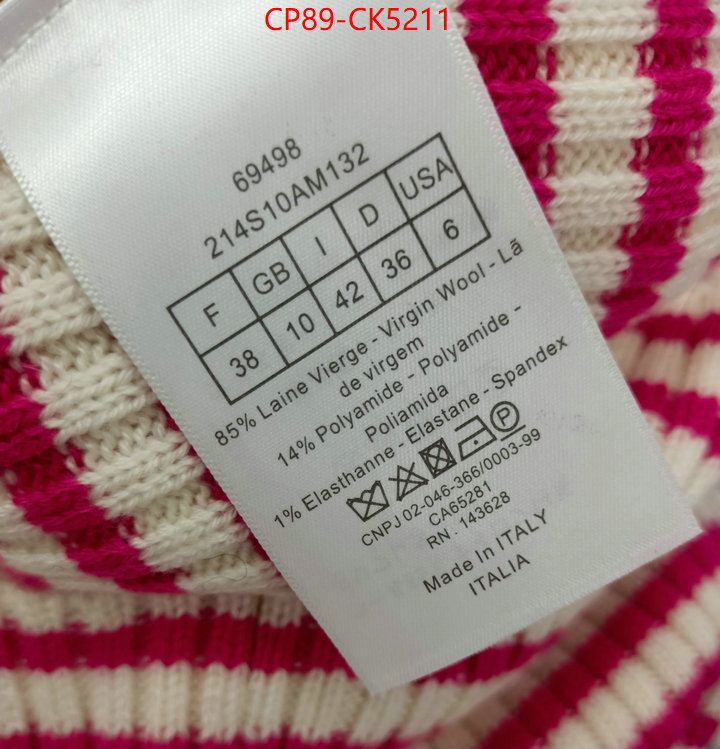 CP89-CK5211
69498
214S10AM132
F GB I D USA
38 10 42 36 6
85% Laine Vierge - Virgin Wool - Lã
de virgem
14% Polyamide - Polyamide -
Poliamida
1% Elasthanne - Elastane - Spandex
P
CNPJ 02-046-366/0003-99
CA65281
RN - 143628
Made In ITALY
ITALIA